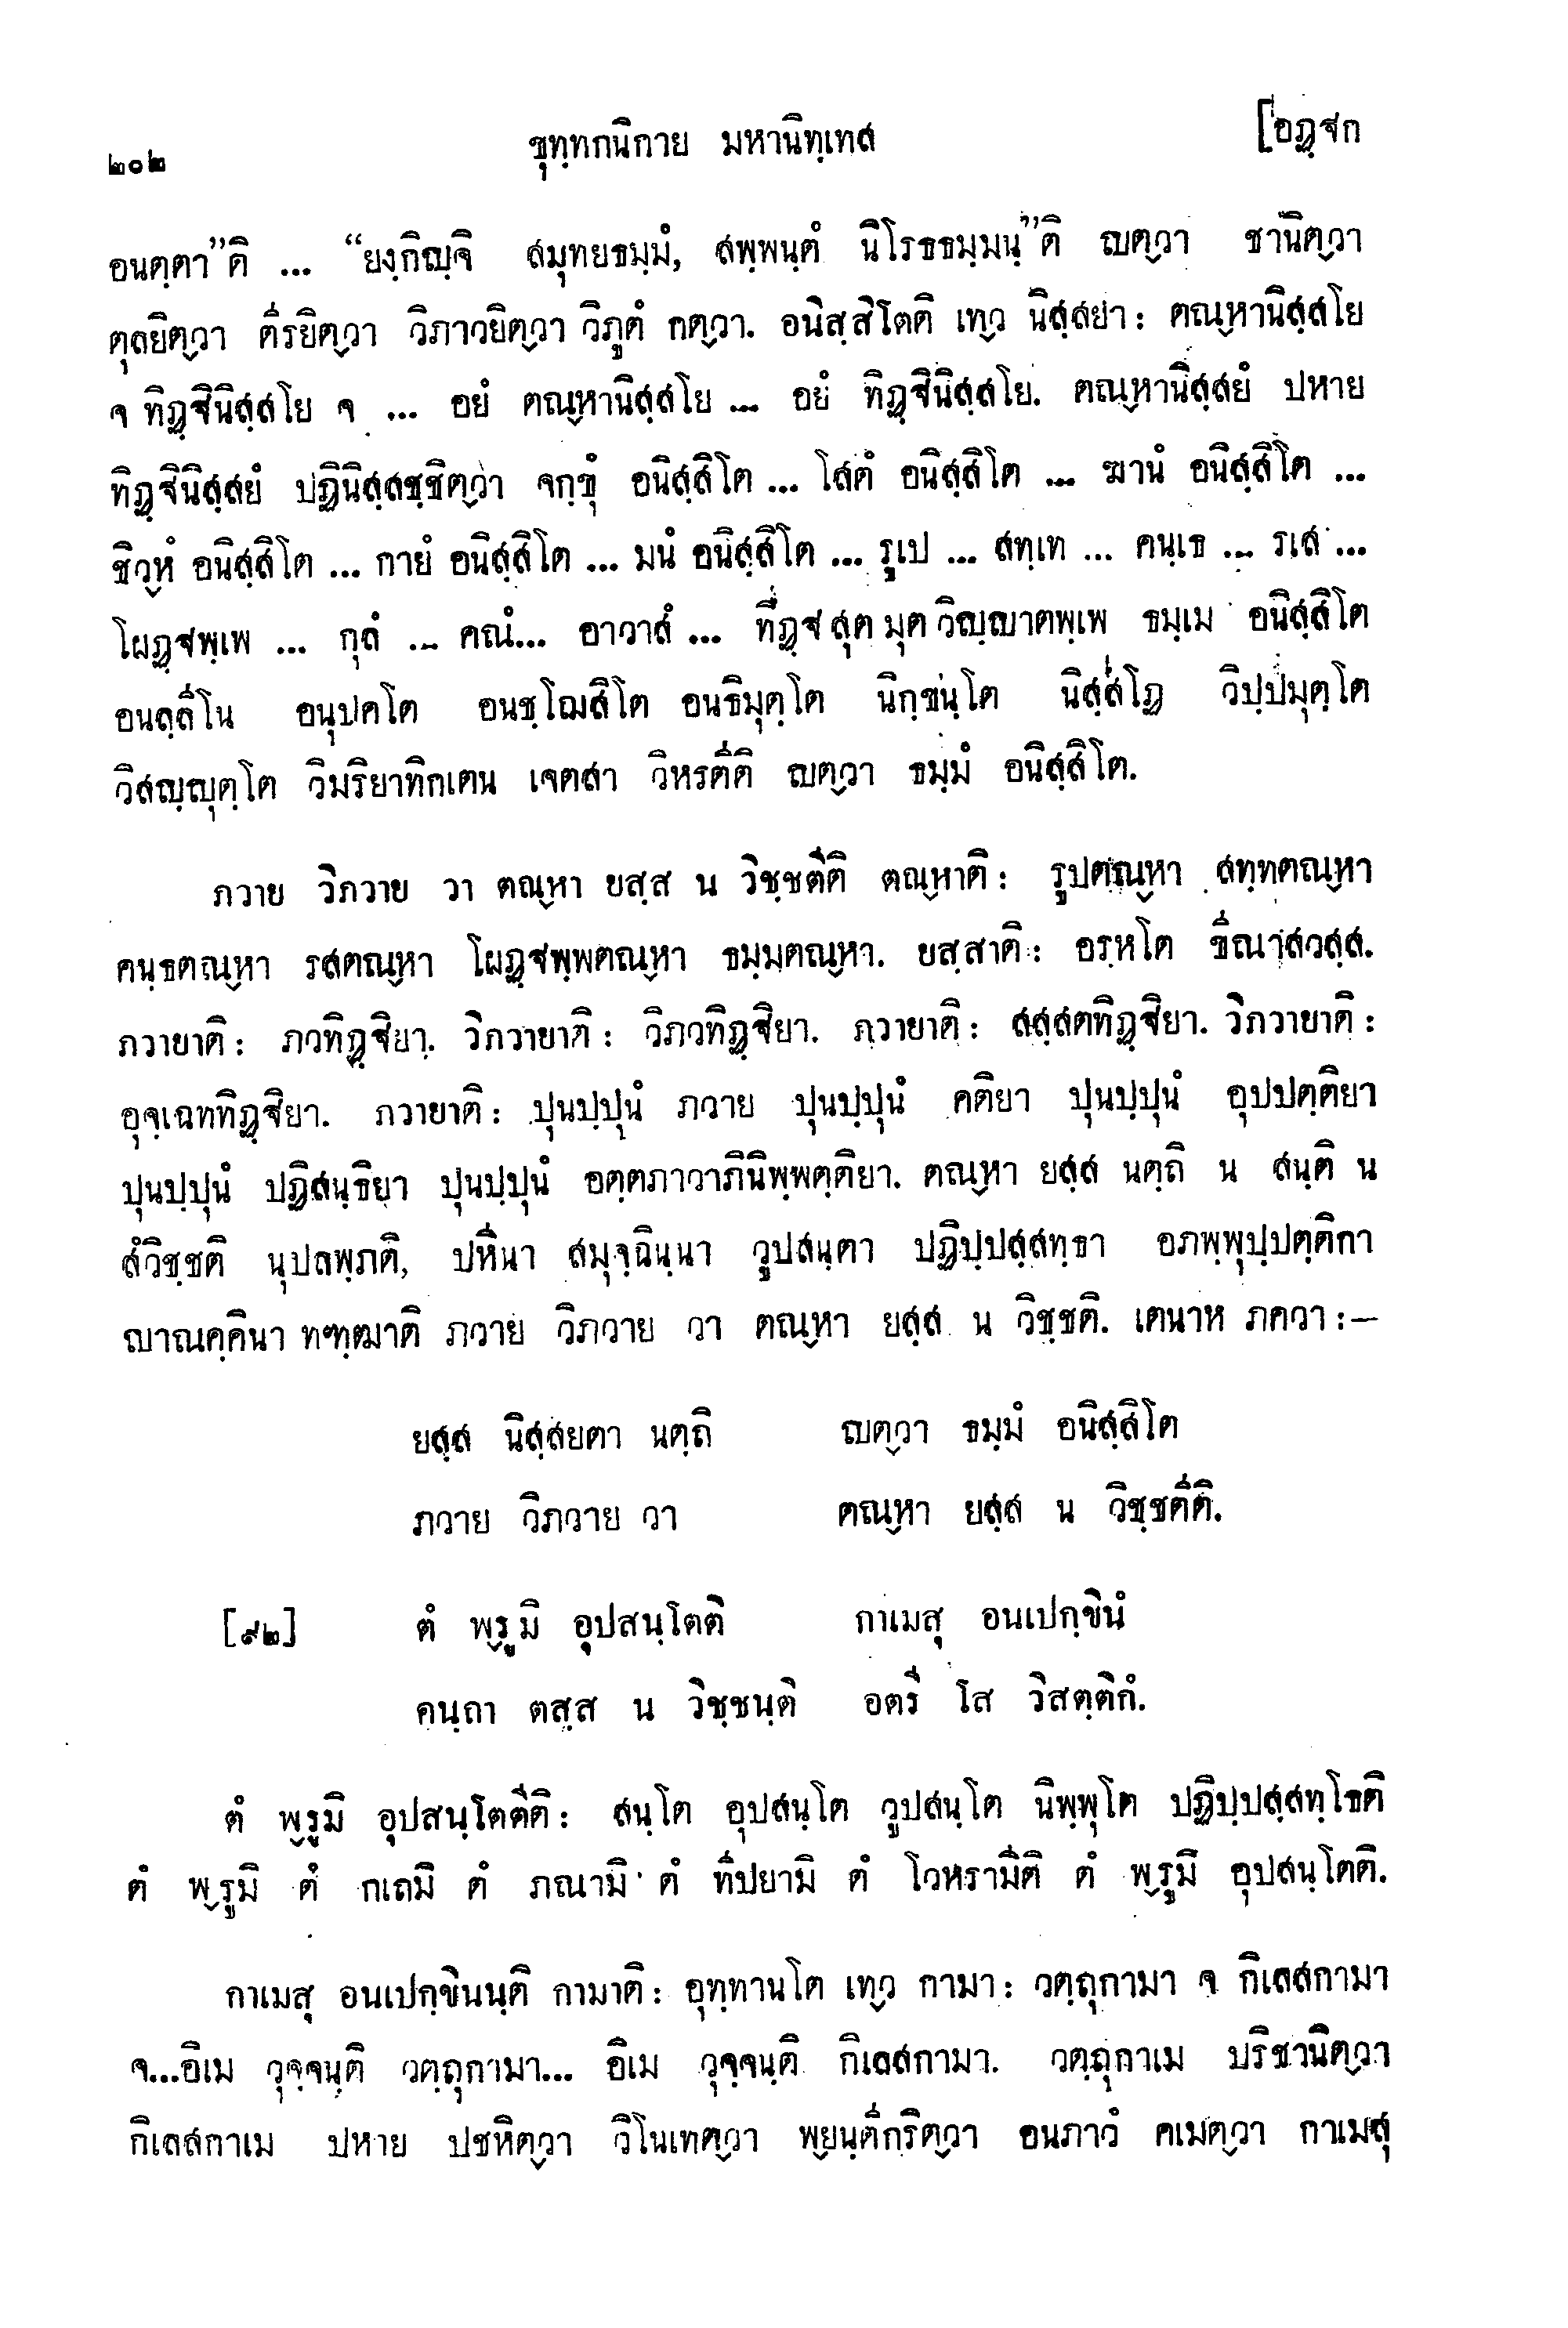 ๒๐๒ ขุทฺทกนิกาย มหานิทฺเทส [อฏฺฐก
อนตฺตา”ติ ... “ยงฺกิญฺจิ สมุทยธมฺมํ, สพฺพนฺตํ นิโรธธมฺมนฺ”ติ ญตฺวา ชานิตฺวา
ตุลยิตฺวา ตีรยิตฺวา วิภาวยิตฺวา วิภูตํ กตฺวา. อนิสฺสิโตติ เทฺว นิสฺสยา: ตณฺหานิสฺสโย
จ ทิฏฺฐินิสฺสโย จ ... อยํ ตณฺหานิสฺสโย ... อยํ ทิฏฺฐินิสฺสโย. ตณฺหานิสฺสยํ ปหาย
ทิฏฺฐินิสฺสยํ ปฏินิสฺสชฺชิตฺวา จกฺขุํ อนิสฺสิโต ... โสตํ อนิสฺสิโต ... ฆานํ อนิสฺสิโต ...
ชิวฺหํ อนิสฺสิโต ... กายํ อนิสฺสิโต ... มนํ อนิสฺสิโต ... รูเป ... สทฺเท ... คนฺเธ ... รเส ...
โผฏฺฐพฺเพ ... กุลํ ... คณํ... อาวาสํ ... ทิฏฺฐสุตมุตวิญฺญาตพฺเพ ธมฺเม อนิสฺสิโต
อนลฺลีโน อนุปคโต อนชฺโฌสิโต อนธิมุตฺโต นิกฺขนฺโต นิสฺสโฏ วิปฺปมุตฺโต
วิสญฺญุตฺโต วิมริยาทิกเตน เจตสา วิหรตีติ ญตฺวา ธมฺมํ อนิสฺสิโต.
ภวาย วิภวาย วา ตณฺหา ยสฺส น วิชฺชตีติ ตณฺหาติ: รูปตณฺหา สทฺทตณฺหา
คนฺธตณฺหา รสตณฺหา โผฏฺฐพฺพตณฺหา ธมฺมตณฺหา. ยสฺสาติ: อรหโต ขีณาสวสฺส.
ภวายาติ: ภวทิฏฺฐิยา. วิภวายาติ: วิภวทิฏฺฐิยา. ภวายาติ: สสฺสตทิฏฺฐิยา. วิภวายาติ:
อุจฺเฉททิฏฺฐิยา. ภวายาติ: ปุนปฺปุนํ ภวาย ปุนปฺปุนํ คติยา ปุนปฺปุนํ อุปปตฺติยา
ปุนปฺปุนํ ปฏิสนฺธิยา ปุนปฺปุนํ อตฺตภาวาภินิพฺพตฺติยา. ตณฺหา ยสฺส นตฺถิ น สนฺติ น
สํวิชฺชติ นุปลพฺภติ, ปหีนา สมุจฺฉินฺนา วูปสนฺตา ปฏิปฺปสฺสทฺธา อภพฺพุปฺปตฺติกา
ญาณคฺคินา ทฑฺฒาติ ภวาย วิภวาย วา ตณฺหา ยสฺส น วิชฺชติ. เตนาห ภควา:—
ยสฺส นิสฺสยตา นตฺถิ ญตฺวา ธมฺมํ อนิสฺสิโต
ภวาย วิภวาย วา ตณฺหา ยสฺส น วิชฺชตีติ.
[๙๒] ตํ พฺรูมิ อุปสนฺโตติ กาเมสุ อนเปกฺขินํ
คนฺถา ตสฺส น วิชฺชนฺติ อตรี โส วิสตฺติกํ.
ตํ พฺรูมิ อุปสนฺโตตีติ: สนฺโต อุปสนฺโต วูปสนฺโต นิพฺพุโต ปฏิปฺปสฺสทฺโธติ
ตํ พฺรูมิ ตํ กเถมิ ตํ ภณามิ ตํ ทีปยามิ ตํ โวหรามีติ ตํ พฺรูมิ อุปสนฺโตติ.
กาเมสุ อนเปกฺขินนฺติ กามาติ: อุทฺทานโต เทฺว กามา: วตฺถุกามา จ กิเลสกามา
จ...อิเม วุจฺจนฺติ วตฺถุกามา... อิเม วุจฺจนฺติ กิเลสกามา. วตฺถุกาเม ปริชานิตฺวา
กิเลสกาเม ปหาย ปชหิตฺวา วิโนเทตฺวา พฺยนฺตีกริตฺวา อนภาวํ คเมตฺวา กาเมสุ